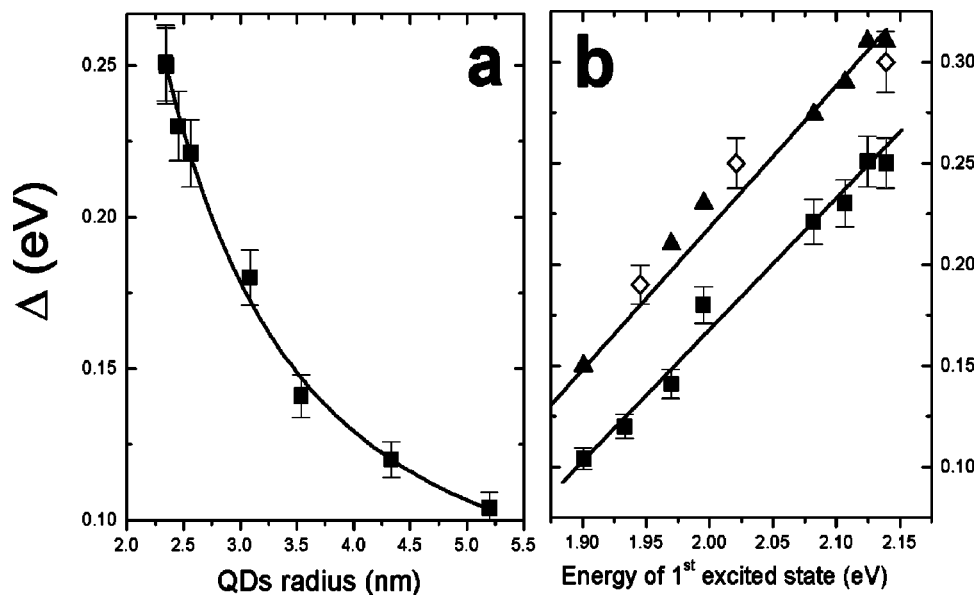 a
b
0.25
0.20
0.15
0.10
Δ (eV)
2.0 2.5 3.0 3.5 4.0 4.5 5.0 5.5
QDs radius (nm)
0.30
0.25
0.20
0.15
0.10
1.90 1.95 2.00 2.05 2.10 2.15
Energy of 1st excited state (eV)